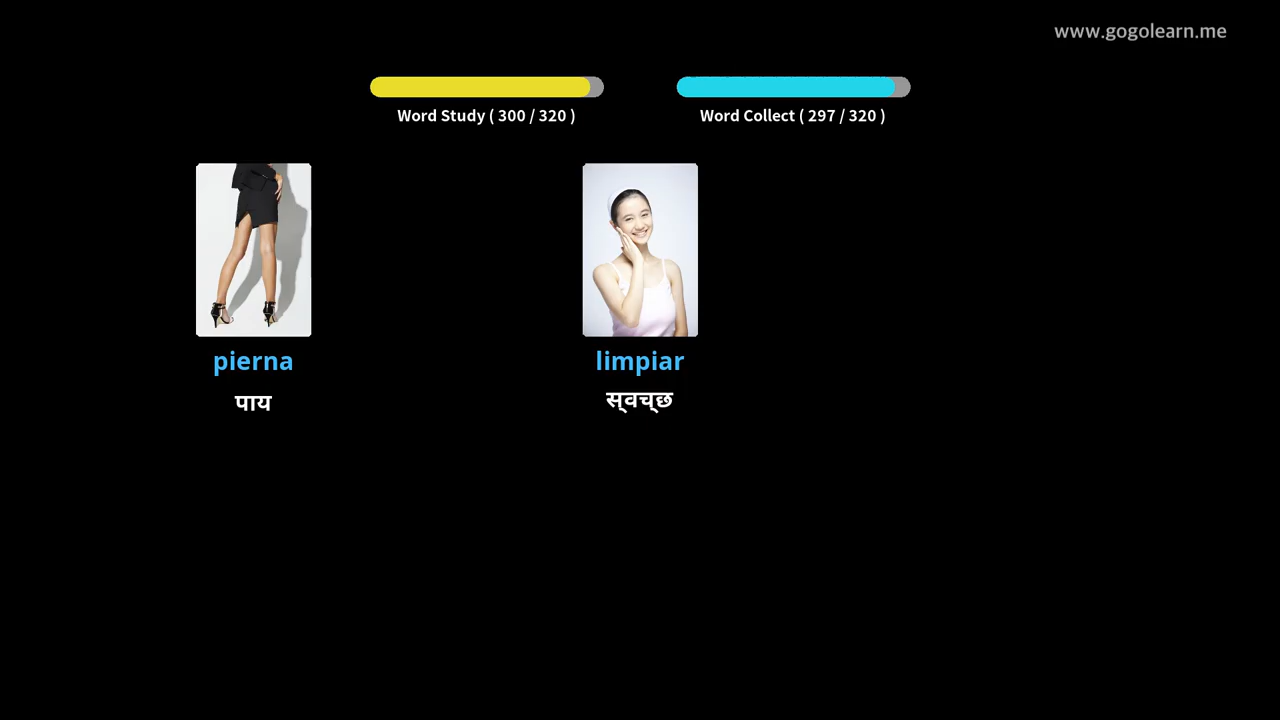 www.gogolearn.me
Word Study ( 300 / 320 )
Word Collect ( 297 / 320 )
pierna
limpiar
पाय
स्वच्छ